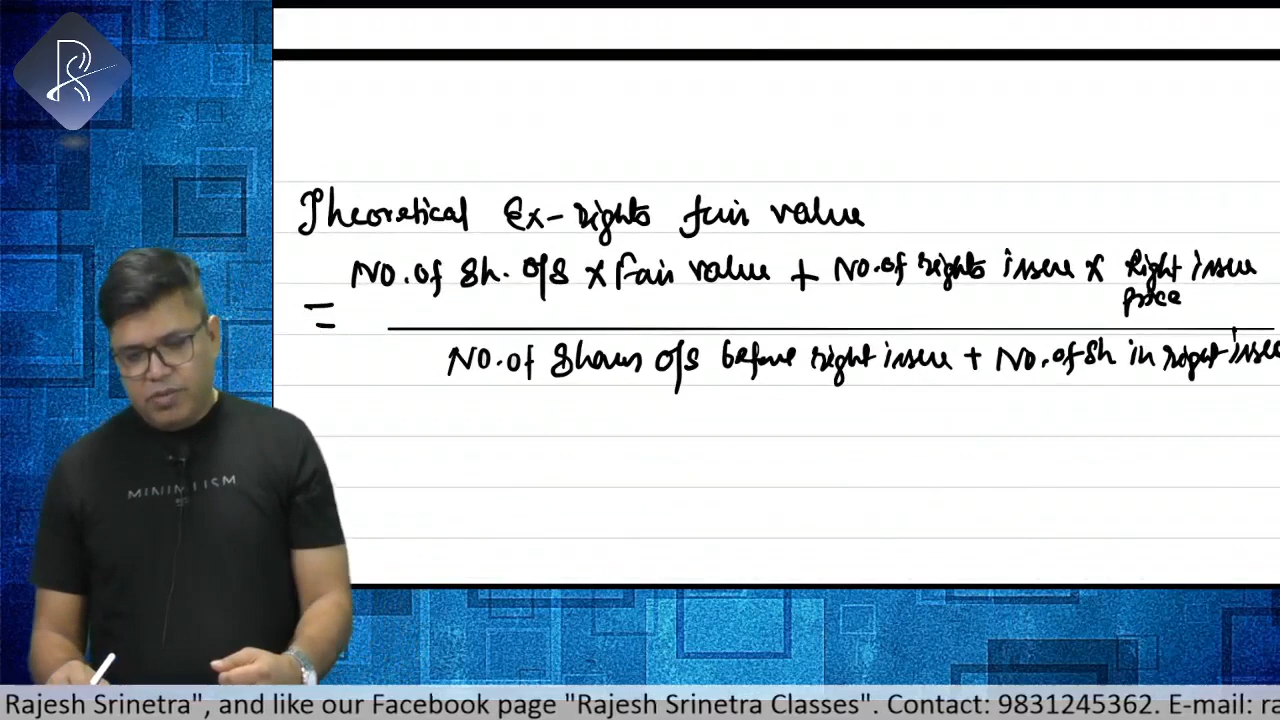 RS
Theoretical Ex-rights fair value
= No. of Sh. o/s x Fair value + No. of rights issue x Right issue price
No. of Shares o/s before right issue + No. of Sh in right issue
MINIMALISM
Rajesh Srinetra", and like our Facebook page "Rajesh Srinetra Classes". Contact: 9831245362. E-mail: ra